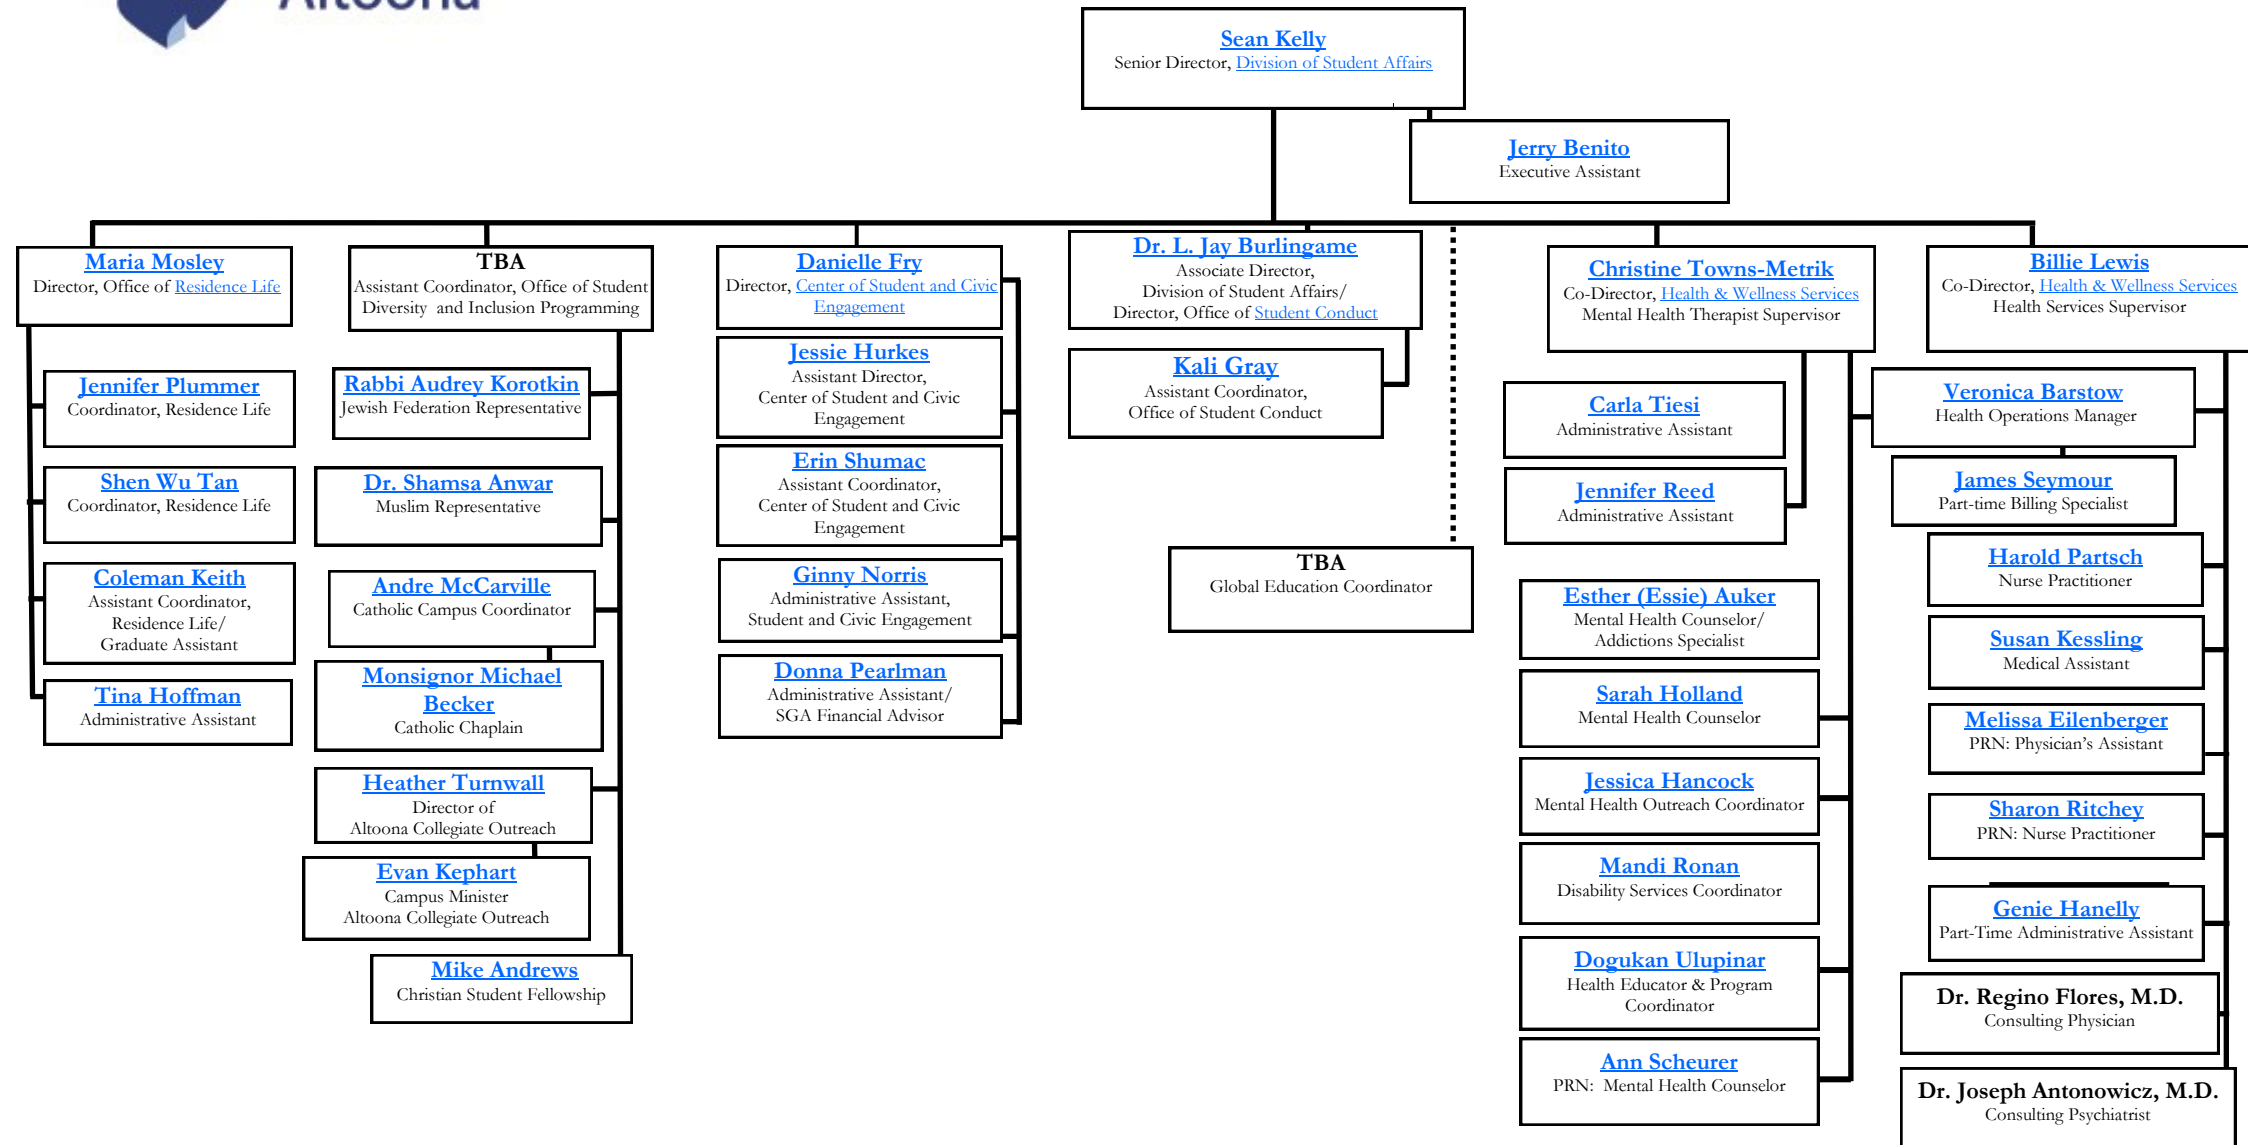 Altoona
Sean Kelly
Senior Director, Division of Student Affairs
Jerry Benito
Executive Assistant
Maria Mosley
Director, Office of Residence Life
Jennifer Plummer
Coordinator, Residence Life
Shen Wu Tan
Coordinator, Residence Life
Coleman Keith
Assistant Coordinator,
Residence Life/
Graduate Assistant
Tina Hoffman
Administrative Assistant
TBA
Assistant Coordinator, Office of Student
Diversity and Inclusion Programming
Rabbi Audrey Korotkin
Jewish Federation Representative
Dr. Shamsa Anwar
Muslim Representative
Andre McCarville
Catholic Campus Coordinator
Monsignor Michael
Becker
Catholic Chaplain
Heather Turnwall
Director of
Altoona Collegiate Outreach
Evan Kephart
Campus Minister
Altoona Collegiate Outreach
Mike Andrews
Christian Student Fellowship
Danielle Fry
Director, Center of Student and Civic
Engagement
Jessie Hurkes
Assistant Director,
Center of Student and Civic
Engagement
Erin Shumac
Assistant Coordinator,
Center of Student and Civic
Engagement
Ginny Norris
Administrative Assistant,
Student and Civic Engagement
Donna Pearlman
Administrative Assistant/
SGA Financial Advisor
Dr. L. Jay Burlingame
Associate Director,
Division of Student Affairs/
Director, Office of Student Conduct
Kali Gray
Assistant Coordinator,
Office of Student Conduct
TBA
Global Education Coordinator
Christine Towns-Metrik
Co-Director, Health & Wellness Services
Mental Health Therapist Supervisor
Carla Tiesi
Administrative Assistant
Jennifer Reed
Administrative Assistant
Esther (Essie) Auker
Mental Health Counselor/
Addictions Specialist
Sarah Holland
Mental Health Counselor
Jessica Hancock
Mental Health Outreach Coordinator
Mandi Ronan
Disability Services Coordinator
Dogukan Ulupinar
Health Educator & Program
Coordinator
Ann Scheurer
PRN: Mental Health Counselor
Billie Lewis
Co-Director, Health & Wellness Services
Health Services Supervisor
Veronica Barstow
Health Operations Manager
James Seymour
Part-time Billing Specialist
Harold Partsch
Nurse Practitioner
Susan Kessling
Medical Assistant
Melissa Eilenberger
PRN: Physician's Assistant
Sharon Ritchey
PRN: Nurse Practitioner
Genie Hanelly
Part-Time Administrative Assistant
Dr. Regino Flores, M.D.
Consulting Physician
Dr. Joseph Antonowicz, M.D.
Consulting Psychiatrist